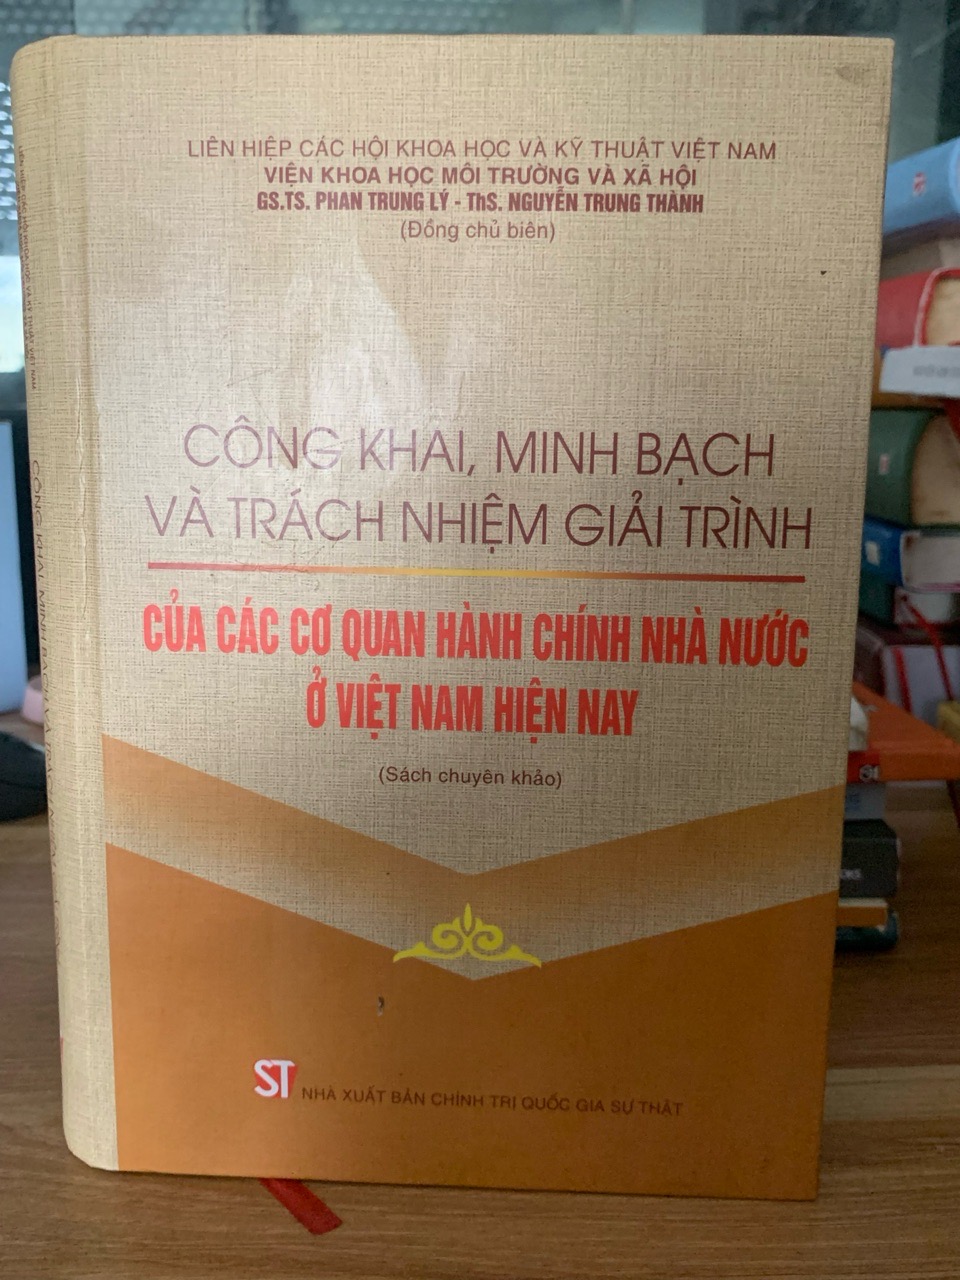 LIÊN HIỆP CÁC HỘI KHOA HỌC VÀ KỸ THUẬT VIỆT NAM
VIỆN KHOA HỌC MÔI TRƯỜNG VÀ XÃ HỘI
GS.TS. PHAN TRUNG LÝ - ThS. NGUYỄN TRUNG THÀNH
(Đồng chủ biên)
CÔNG KHAI, MINH BẠCH
VÀ TRÁCH NHIỆM GIẢI TRÌNH
CỦA CÁC CƠ QUAN HÀNH CHÍNH NHÀ NƯỚC
Ở VIỆT NAM HIỆN NAY
(Sách chuyên khảo)
ST NHÀ XUẤT BẢN CHÍNH TRỊ QUỐC GIA SỰ THẬT